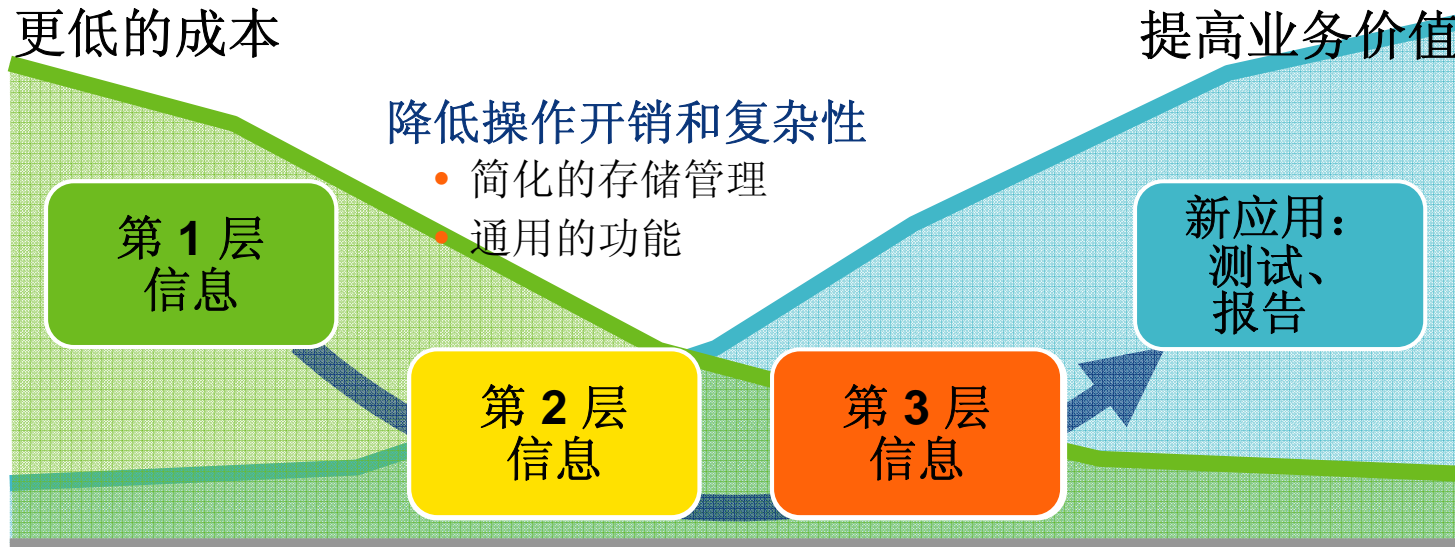 更低的成本
提高业务价值
降低操作开销和复杂性
• 简化的存储管理
• 通用的功能
第 1 层
信息
新应用：
测试、
报告
第 2 层
信息
第 3 层
信息